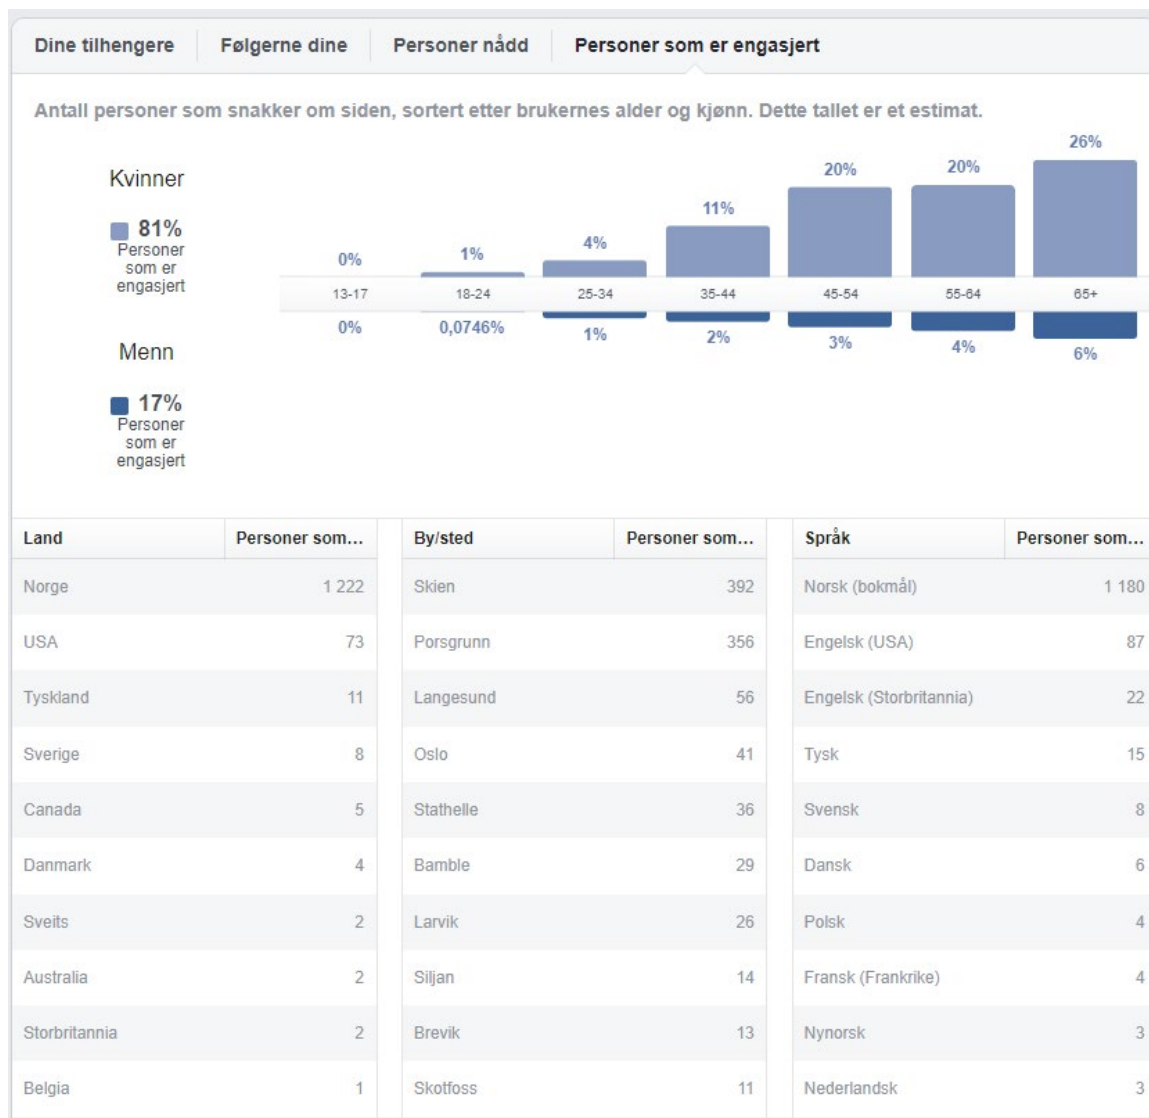 Dine tilhengere Følgerne dine Personer nådd Personer som er engasjert
Antall personer som snakker om siden, sortert etter brukernes alder og kjønn. Dette tallet er et estimat.
Kvinner
81%
Personer
som er
engasjert
0% 1% 4% 11% 20% 20% 26%
13-17 18-24 25-34 35-44 45-54 55-64 65+
0% 0,0746% 1% 2% 3% 4% 6%
Menn
17%
Personer
som er
engasjert
Land Personer som... By/sted Personer som... Språk Personer som...
Norge 1 222 Skien 392 Norsk (bokmål) 1 180
USA 73 Porsgrunn 356 Engelsk (USA) 87
Tyskland 11 Langesund 56 Engelsk (Storbritannia) 22
Sverige 8 Oslo 41 Tysk 15
Canada 5 Stathelle 36 Svensk 8
Danmark 4 Bamble 29 Dansk 6
Sveits 2 Larvik 26 Polsk 4
Australia 2 Siljan 14 Fransk (Frankrike) 4
Storbritannia 2 Brevik 13 Nynorsk 3
Belgia 1 Skotfoss 11 Nederlandsk 3